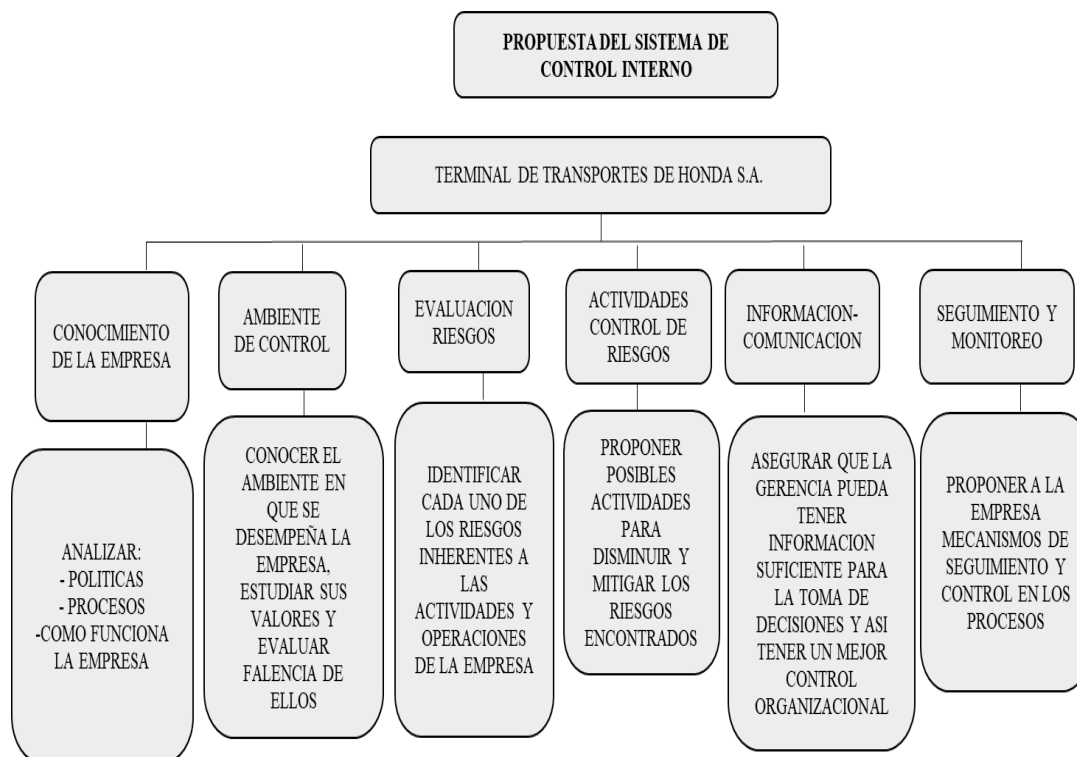 PROPUESTA DEL SISTEMA DE
CONTROL INTERNO
TERMINAL DE TRANSPORTES DE HONDA S.A.
CONOCIMIENTO
DE LA EMPRESA
AMBIENTE
DE CONTROL
EVALUACION
RIESGOS
ACTIVIDADES
CONTROL DE
RIESGOS
INFORMACION-
COMUNICACION
SEGUIMIENTO Y
MONITOREO
ANALIZAR:
- POLITICAS
- PROCESOS
-COMO FUNCIONA
LA EMPRESA
CONOCER EL
AMBIENTE EN
QUE SE
DESEMPEÑA LA
EMPRESA,
ESTUDIAR SUS
VALORES Y
EVALUAR
FALENCIA DE
ELLOS
IDENTIFICAR
CADA UNO DE
LOS RIESGOS
INHERENTES A
LAS
ACTIVIDADES Y
OPERACIONES
DE LA EMPRESA
PROPONER
POSIBLES
ACTIVIDADES
PARA
DISMINUIR Y
MITIGAR LOS
RIESGOS
ENCONTRADOS
ASEGURAR QUE LA
GERENCIA PUEDA
TENER
INFORMACION
SUFICIENTE PARA
LA TOMA DE
DECISIONES Y ASI
TENER UN MEJOR
CONTROL
ORGANIZACIONAL
PROPONER A LA
EMPRESA
MECANISMOS DE
SEGUIMIENTO Y
CONTROL EN LOS
PROCESOS